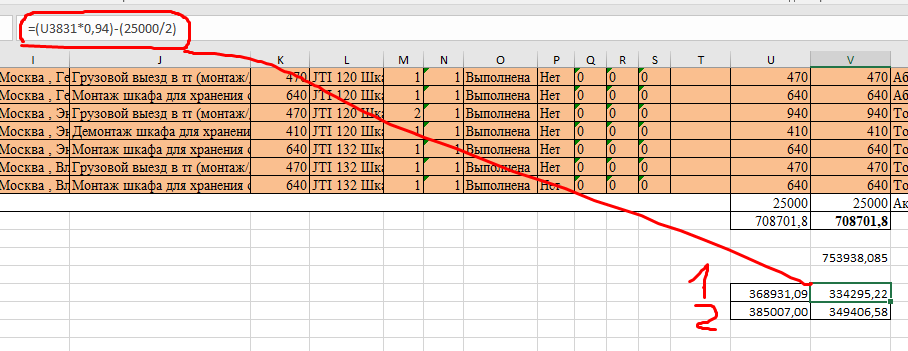 =(U3831*0,94)-(25000/2)
I J K L M N O P Q R S T U V
Москва , Ге Грузовой выезд в тт (монтаж/ 470 JTI 120 Шка 1 1 Выполнена Нет 0 0 0 470 470 Аб
Москва , Ге Монтаж шкафа для хранения с 640 JTI 120 Шка 1 1 Выполнена Нет 0 0 0 640 640 Аб
Москва , Эн Грузовой выезд в тт (монтаж/ 470 JTI 120 Шка 2 1 Выполнена Нет 0 0 0 940 940 То
Москва , Эн Демонтаж шкафа для хранени 410 JTI 120 Шка 1 1 Выполнена Нет 0 0 0 410 410 То
Москва , Эн Монтаж шкафа для хранения с 640 JTI 132 Шка 1 1 Выполнена Нет 0 0 0 640 640 То
Москва , Вл Грузовой выезд в тт (монтаж/ 470 JTI 132 Шка 1 1 Выполнена Нет 0 0 0 470 470 То
Москва , Вл Монтаж шкафа для хранения с 640 JTI 132 Шка 1 1 Выполнена Нет 0 0 0 640 640 То
25000 25000 Ак
708701,8 708701,8
753938,085
1 368931,09 334295,22
2 385007,00 349406,58